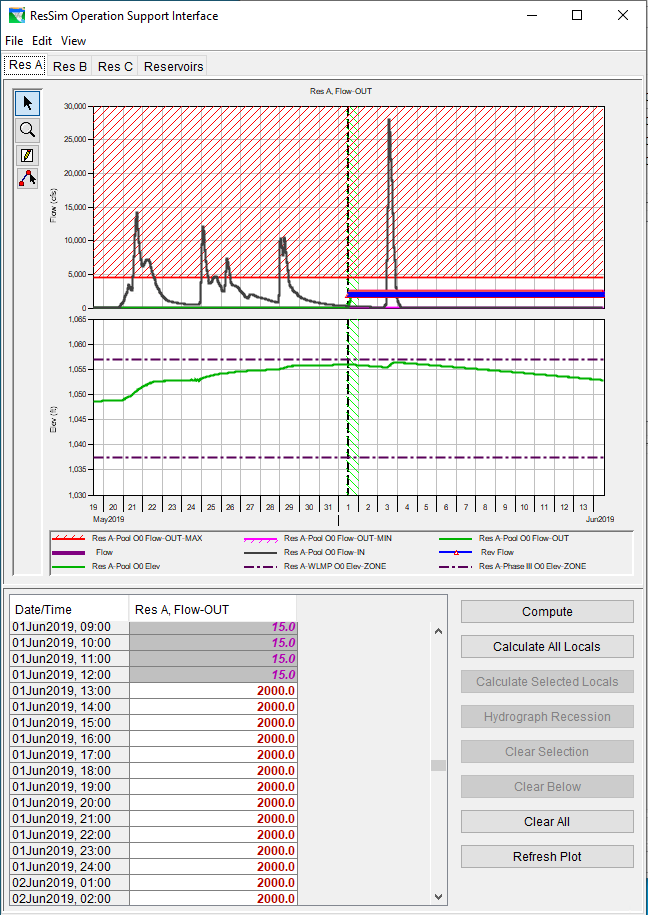 ResSim Operation Support Interface
File Edit View
Res A Res B Res C Reservoirs
Res A, Flow-OUT
30,000
25,000
20,000
15,000
10,000
5,000
0
Flow (cfs)
1,065
1,060
1,055
1,050
1,045
1,040
1,035
1,030
Elev (ft)
19 20 21 22 23 24 25 26 27 28 29 30 31 1 2 3 4 5 6 7 8 9 10 11 12 13
May2019 Jun2019
Res A-Pool O0 Flow-OUT-MAX Res A-Pool O0 Flow-OUT-MIN Res A-Pool O0 Flow-OUT
Flow Res A-Pool O0 Flow-IN Rev Flow
Res A-Pool O0 Elev Res A-WLMP O0 Elev-ZONE Res A-Phase III O0 Elev-ZONE
Date/Time Res A, Flow-OUT
01Jun2019, 09:00 15.0
01Jun2019, 10:00 15.0
01Jun2019, 11:00 15.0
01Jun2019, 12:00 15.0
01Jun2019, 13:00 2000.0
01Jun2019, 14:00 2000.0
01Jun2019, 15:00 2000.0
01Jun2019, 16:00 2000.0
01Jun2019, 17:00 2000.0
01Jun2019, 18:00 2000.0
01Jun2019, 19:00 2000.0
01Jun2019, 20:00 2000.0
01Jun2019, 21:00 2000.0
01Jun2019, 22:00 2000.0
01Jun2019, 23:00 2000.0
01Jun2019, 24:00 2000.0
02Jun2019, 01:00 2000.0
02Jun2019, 02:00 2000.0
Compute
Calculate All Locals
Calculate Selected Locals
Hydrograph Recession
Clear Selection
Clear Below
Clear All
Refresh Plot